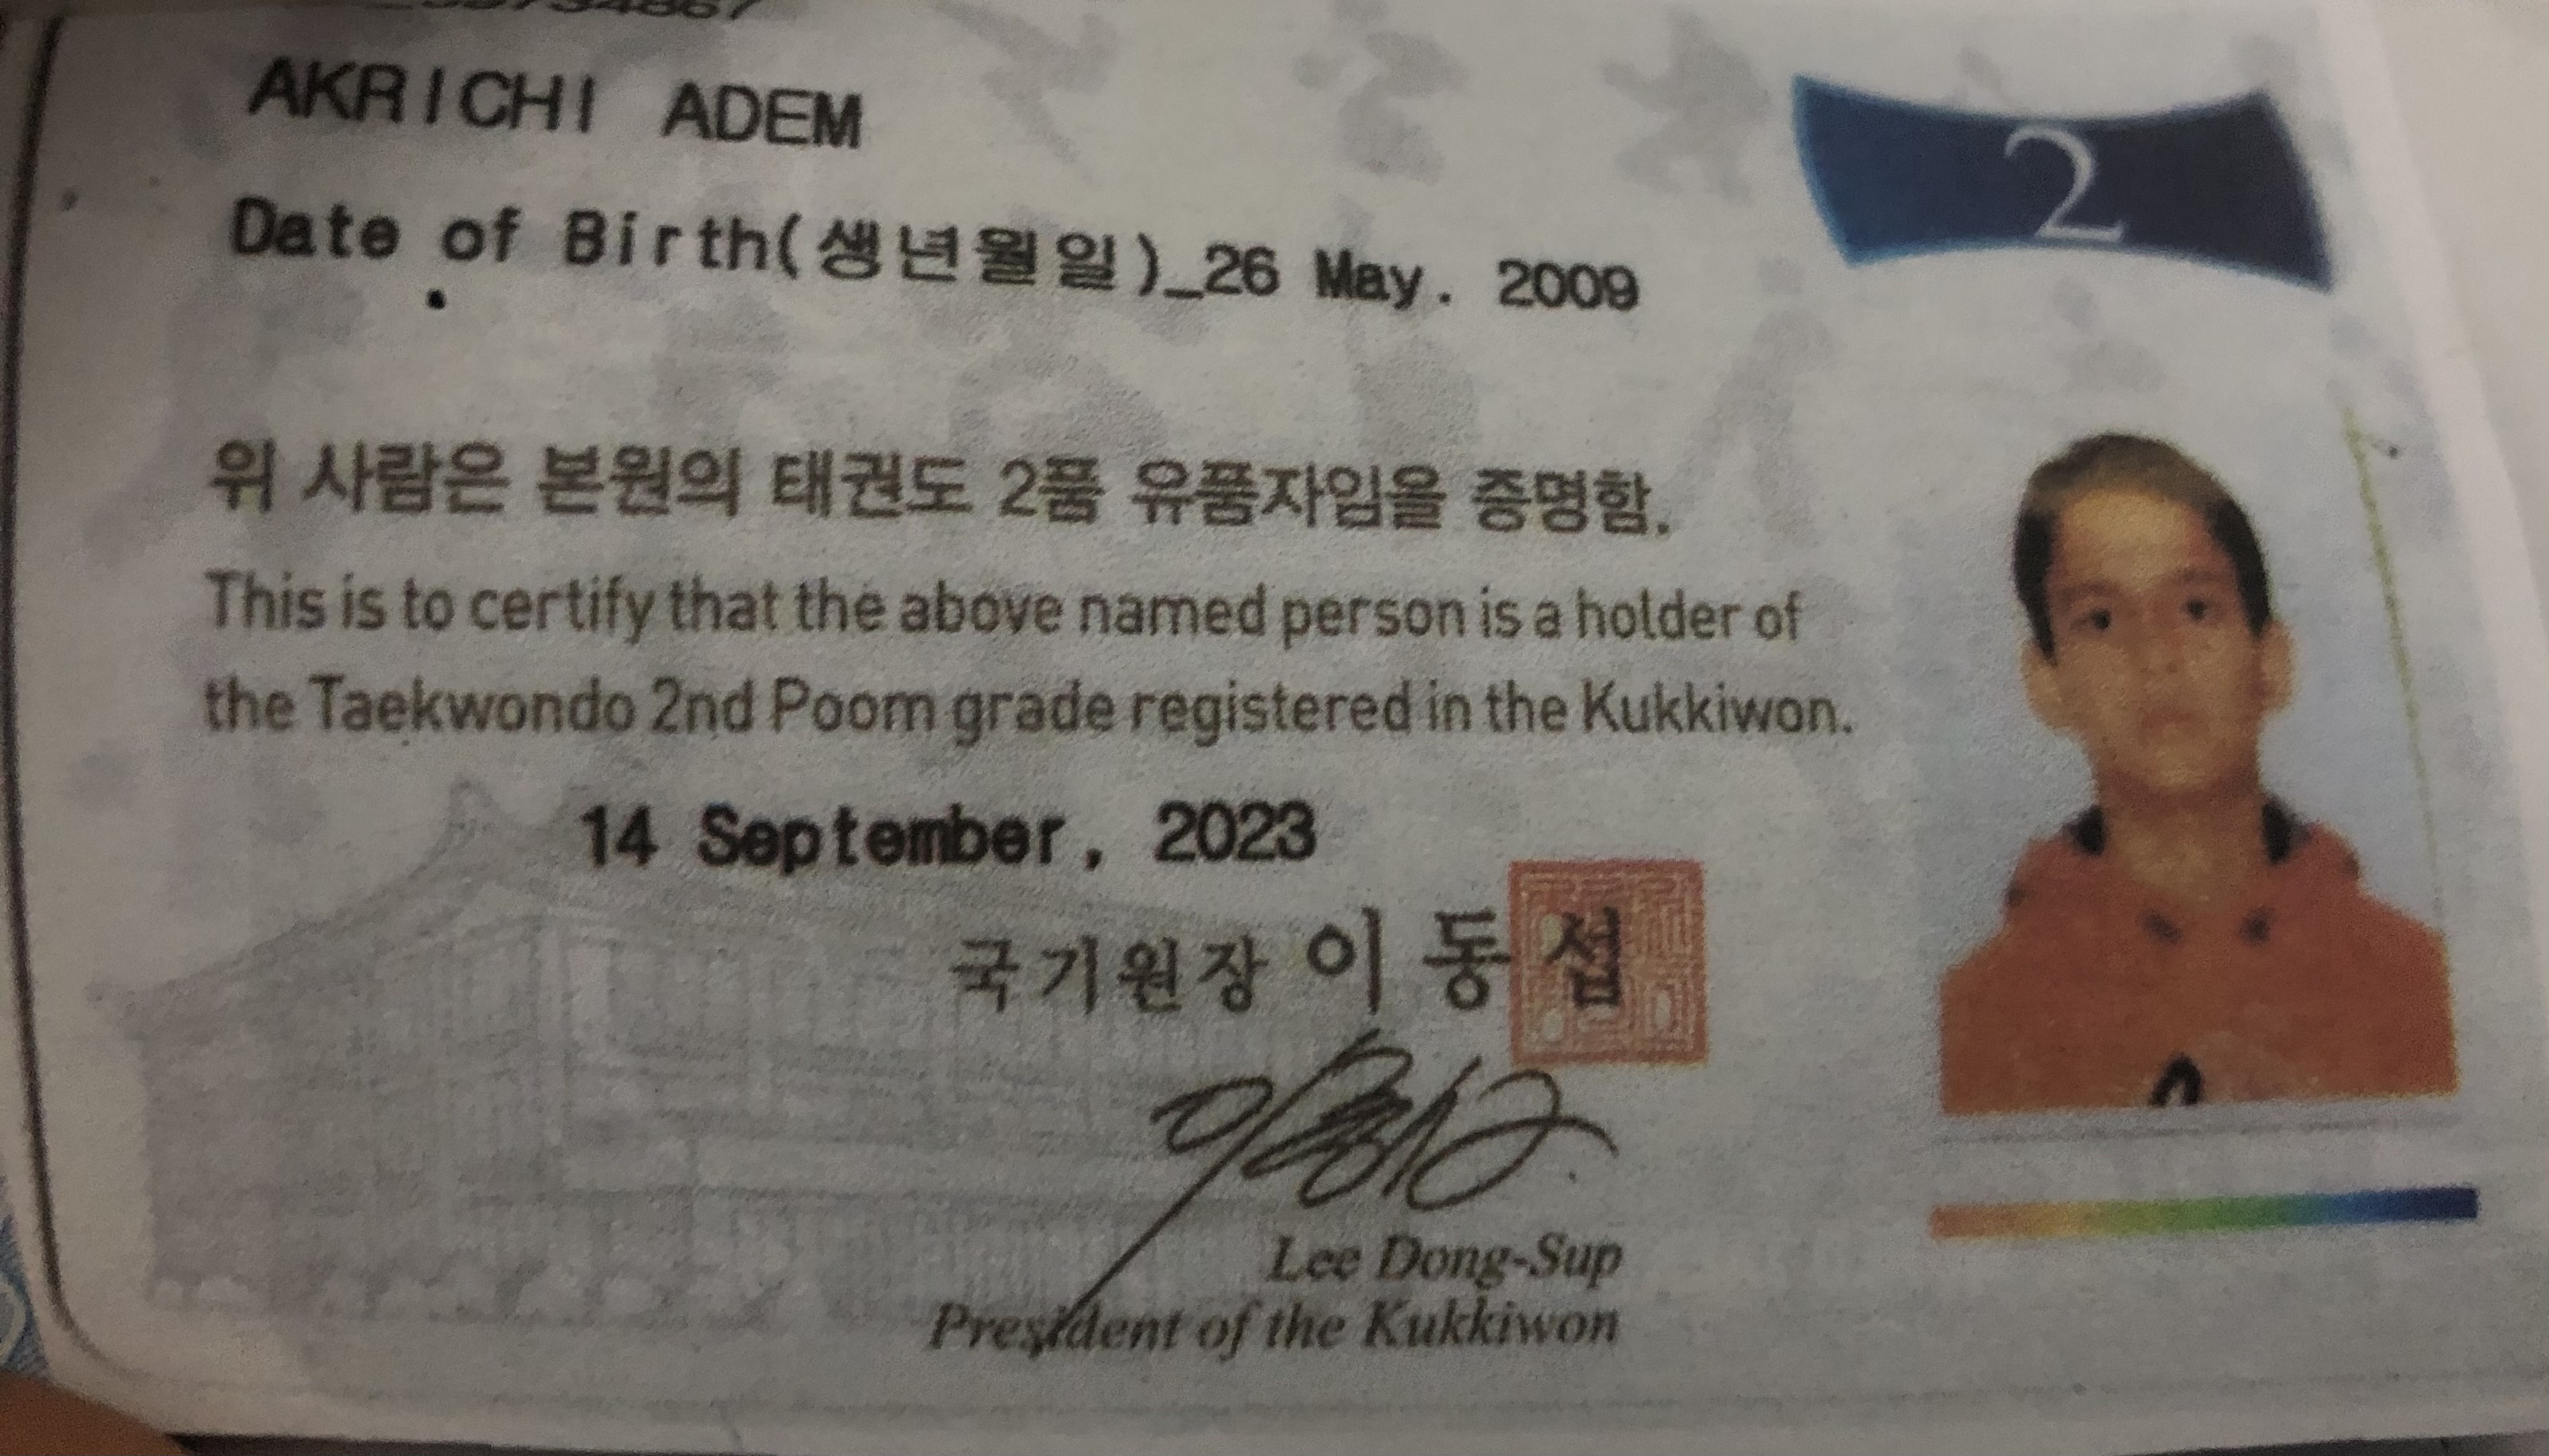 AKRICHI ADEM
2
Date of Birth(생년월일)_26 May. 2009
위 사람은 본원의 태권도 2품 유품자임을 증명함.
This is to certify that the above named person is a holder of
the Taekwondo 2nd Poom grade registered in the Kukkiwon.
14 September, 2023
국기원장 이 동 섭
Lee Dong-Sup
President of the Kukkiwon